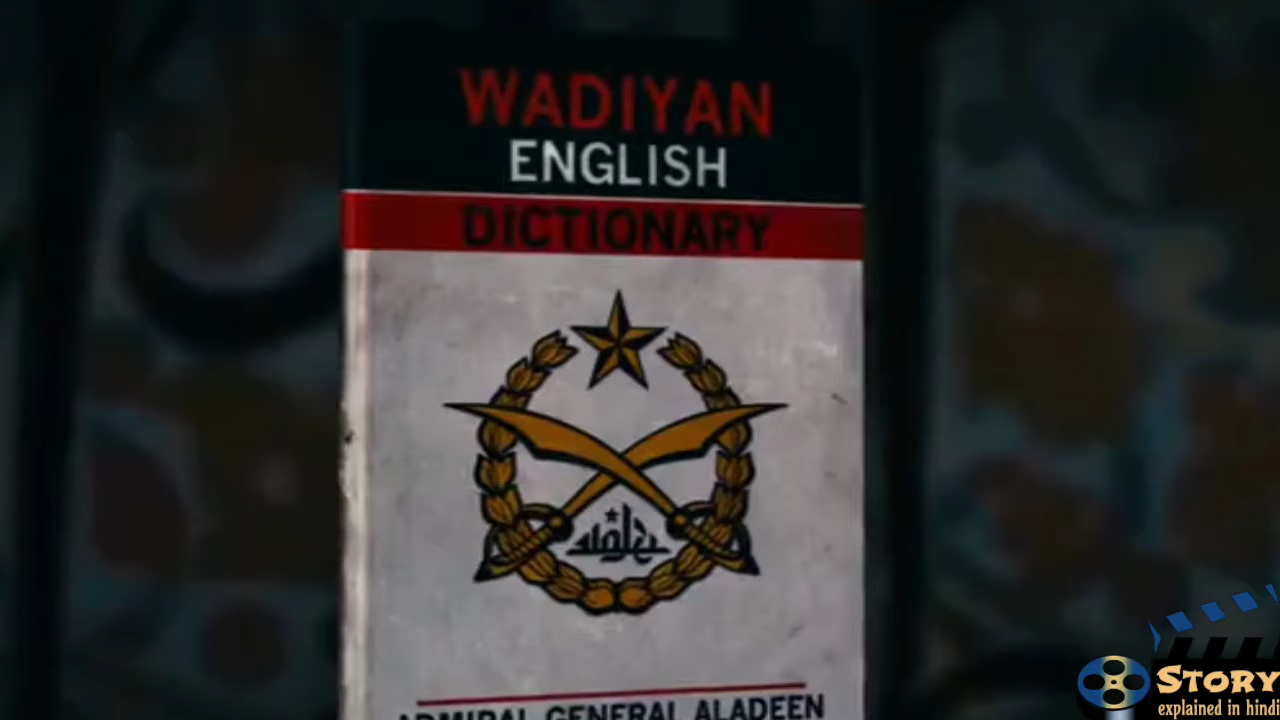 WADIYAN
ENGLISH
DICTIONARY
ADMIRAL GENERAL ALADEEN
STORY
explained in hindi